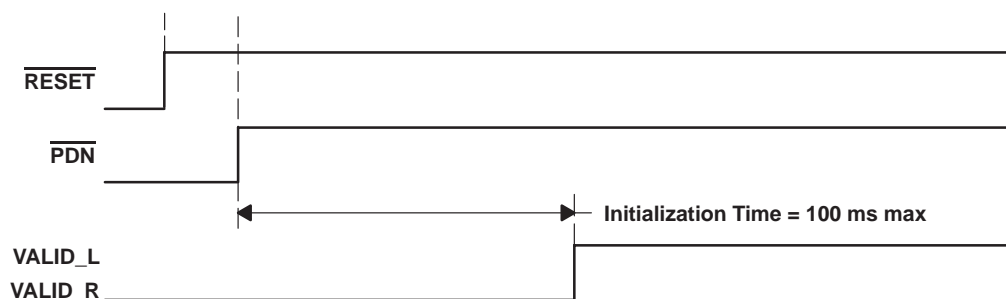 RESET
PDN
Initialization Time = 100 ms max
VALID_L
VALID_R